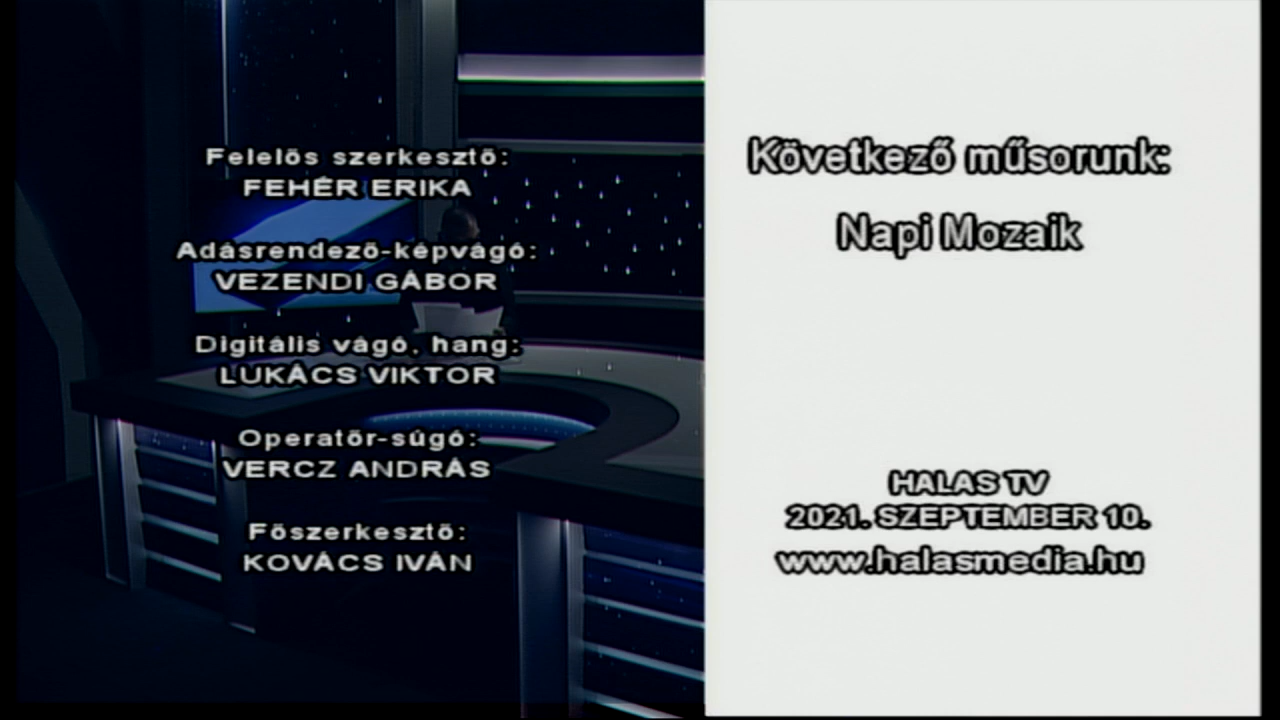 Felelős szerkesztő:
FEHÉR ERIKA
Adásrendező-képvágó:
VEZENDI GÁBOR
Digitális vágó, hang:
LUKÁCS VIKTOR
Operatőr-súgó:
VERCZ ANDRÁS
Főszerkesztő:
KOVÁCS IVÁN
Következő műsorunk:
Napi Mozaik
HALAS TV
2021. SZEPTEMBER 10.
www.halasmedia.hu